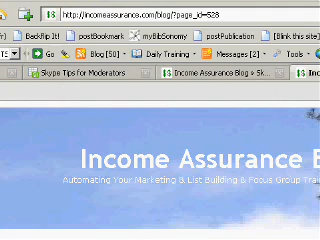 http://incomeassurance.com/blog/?page_id=528
BackFlip It! postBookmark myBibSonomy postPublication [Blink this site]
Go Blog [50] Daily Training Messages [2] Tools
Skype Tips for Moderators Income Assurance Blog » Sk...
Income Assurance
Automating Your Marketing & List Building & Focus Group